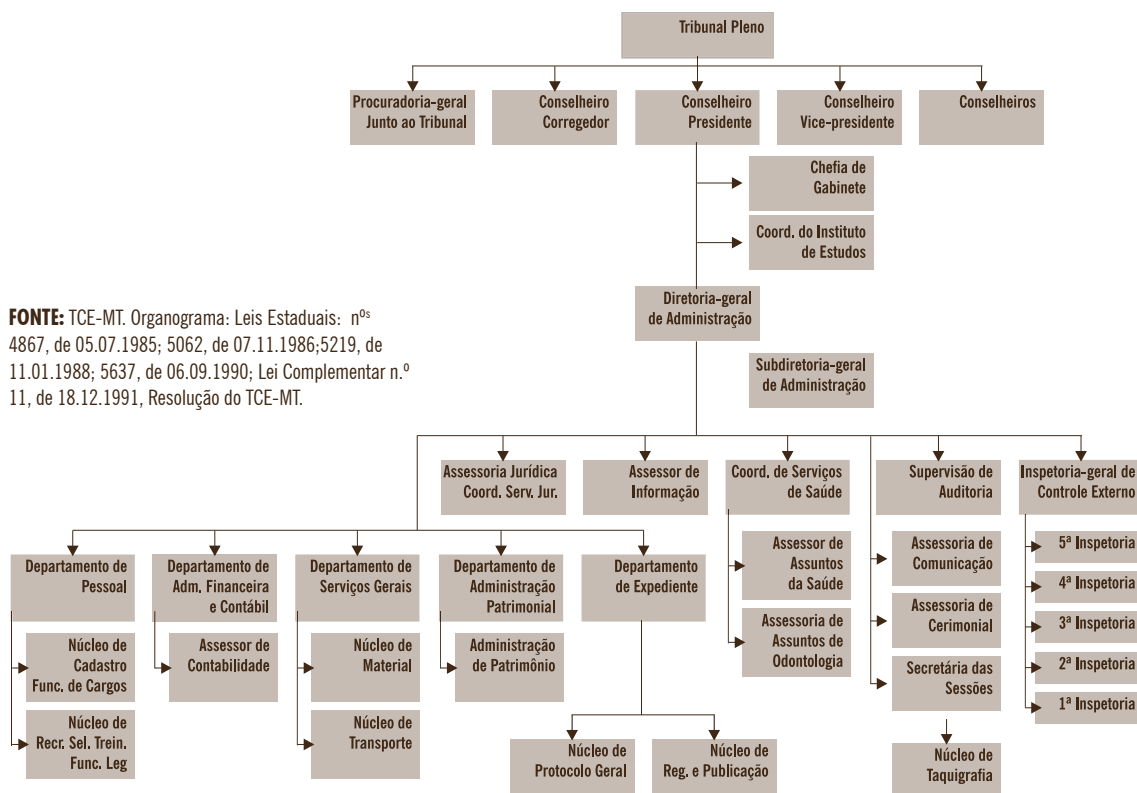 Tribunal Pleno
Procuradoria-geral
Junto ao Tribunal
Conselheiro
Corregedor
Conselheiro
Presidente
Conselheiro
Vice-presidente
Conselheiros
Chefia de
Gabinete
Coord. do Instituto
de Estudos
Diretoria-geral
de Administração
FONTE: TCE-MT. Organograma: Leis Estaduais: nºs
4867, de 05.07.1985; 5062, de 07.11.1986;5219, de
11.01.1988; 5637, de 06.09.1990; Lei Complementar n.º
11, de 18.12.1991, Resolução do TCE-MT.
Subdiretoria-geral
de Administração
Assessoria Jurídica
Coord. Serv. Jur.
Assessor de
Informação
Coord. de Serviços
de Saúde
Supervisão de
Auditoria
Inspetoria-geral de
Controle Externo
Departamento de
Pessoal
Departamento de
Adm. Financeira
e Contábil
Departamento de
Serviços Gerais
Departamento de
Administração
Patrimonial
Departamento
de Expediente
Assessor de
Assuntos
da Saúde
Assessoria de
Comunicação
5ª Inspetoria
4ª Inspetoria
Assessoria de
Assuntos de
Odontologia
Assessoria de
Cerimonial
3ª Inspetoria
Núcleo de
Cadastro
Func. de Cargos
Assessor de
Contabilidade
Núcleo de
Material
Administração
de Patrimônio
Secretária das
Sessões
2ª Inspetoria
1ª Inspetoria
Núcleo de
Recr. Sel. Trein.
Func. Leg
Núcleo de
Transporte
Núcleo de
Protocolo Geral
Núcleo de
Reg. e Publicação
Núcleo de
Taquigrafia